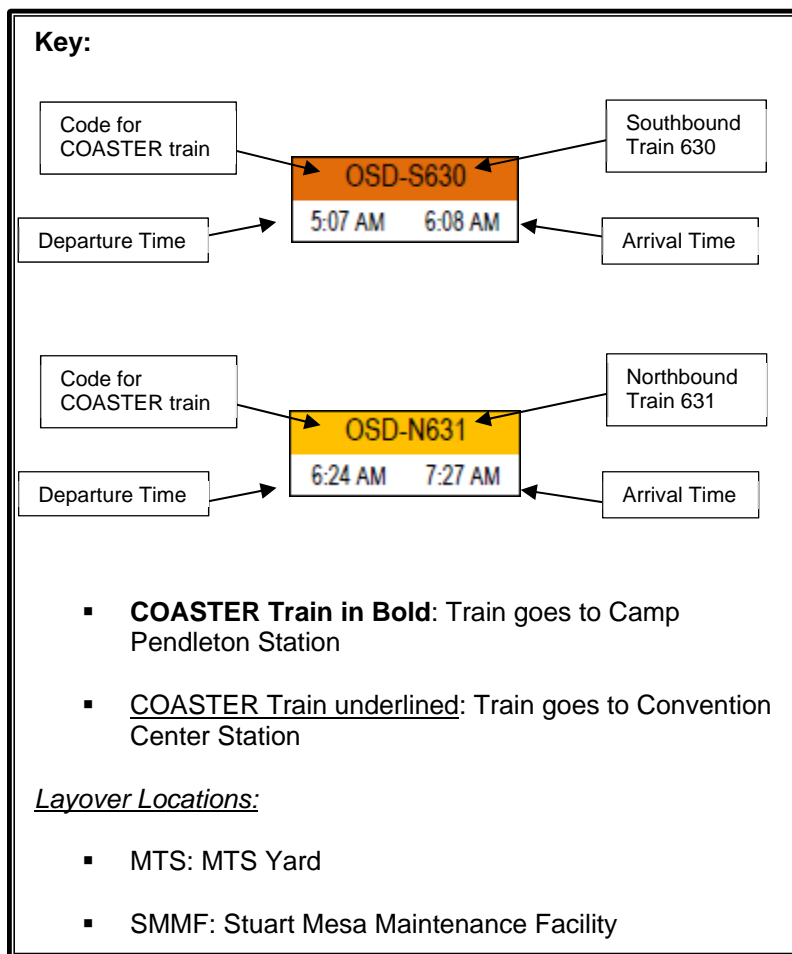 Key:
Code for
COASTER train
Southbound
Train 630
OSD-S630
5:07 AM 6:08 AM
Departure Time
Arrival Time
Code for
COASTER train
Northbound
Train 631
OSD-N631
6:24 AM 7:27 AM
Departure Time
Arrival Time
▪ COASTER Train in Bold: Train goes to Camp
Pendleton Station
▪ COASTER Train underlined: Train goes to Convention
Center Station
Layover Locations:
▪ MTS: MTS Yard
▪ SMMF: Stuart Mesa Maintenance Facility